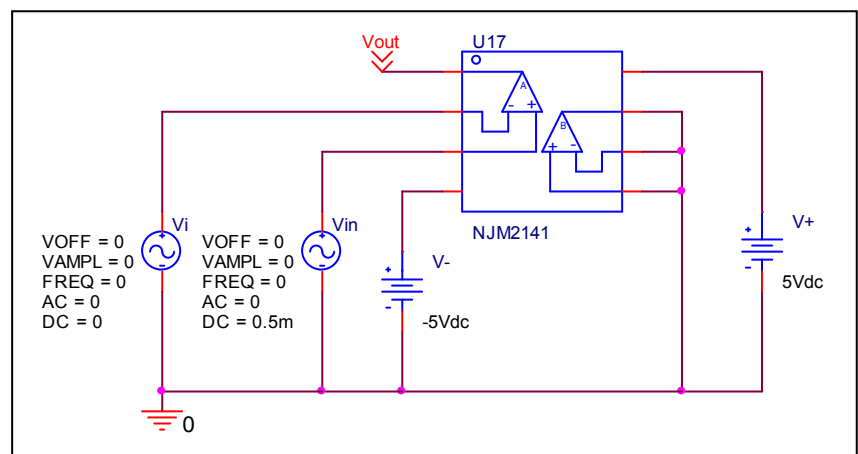 Vout
U17
A
B
- +
+ -
NJM2141
Vi
VOFF = 0
VAMPL = 0
FREQ = 0
AC = 0
DC = 0
+
-
Vin
VOFF = 0
VAMPL = 0
FREQ = 0
AC = 0
DC = 0.5m
+
-
V-
+
-
-5Vdc
V+
+
-
5Vdc
0